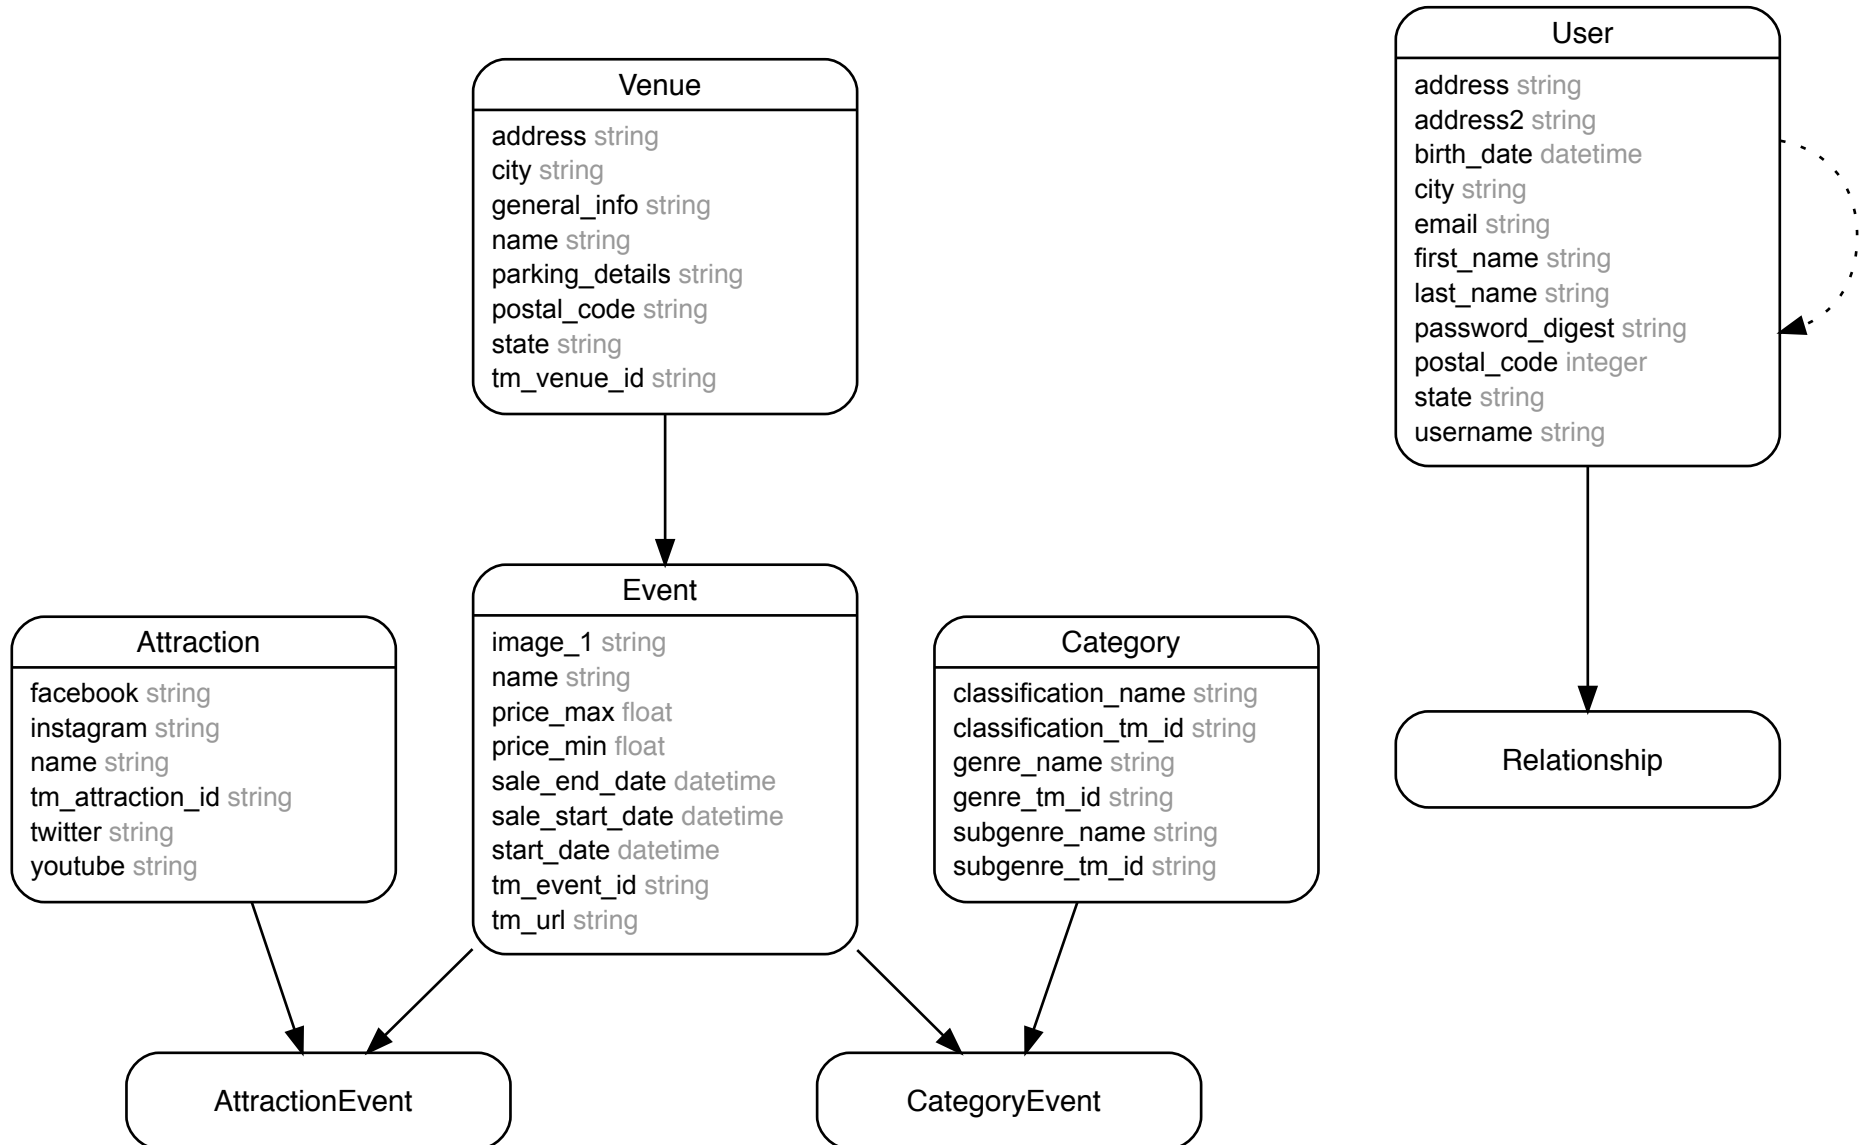 User
address string
address2 string
birth_date datetime
city string
email string
first_name string
last_name string
password_digest string
postal_code integer
state string
username string
Venue
address string
city string
general_info string
name string
parking_details string
postal_code string
state string
tm_venue_id string
Event
image_1 string
name string
price_max float
price_min float
sale_end_date datetime
sale_start_date datetime
start_date datetime
tm_event_id string
tm_url string
Attraction
facebook string
instagram string
name string
tm_attraction_id string
twitter string
youtube string
Category
classification_name string
classification_tm_id string
genre_name string
genre_tm_id string
subgenre_name string
subgenre_tm_id string
Relationship
AttractionEvent
CategoryEvent